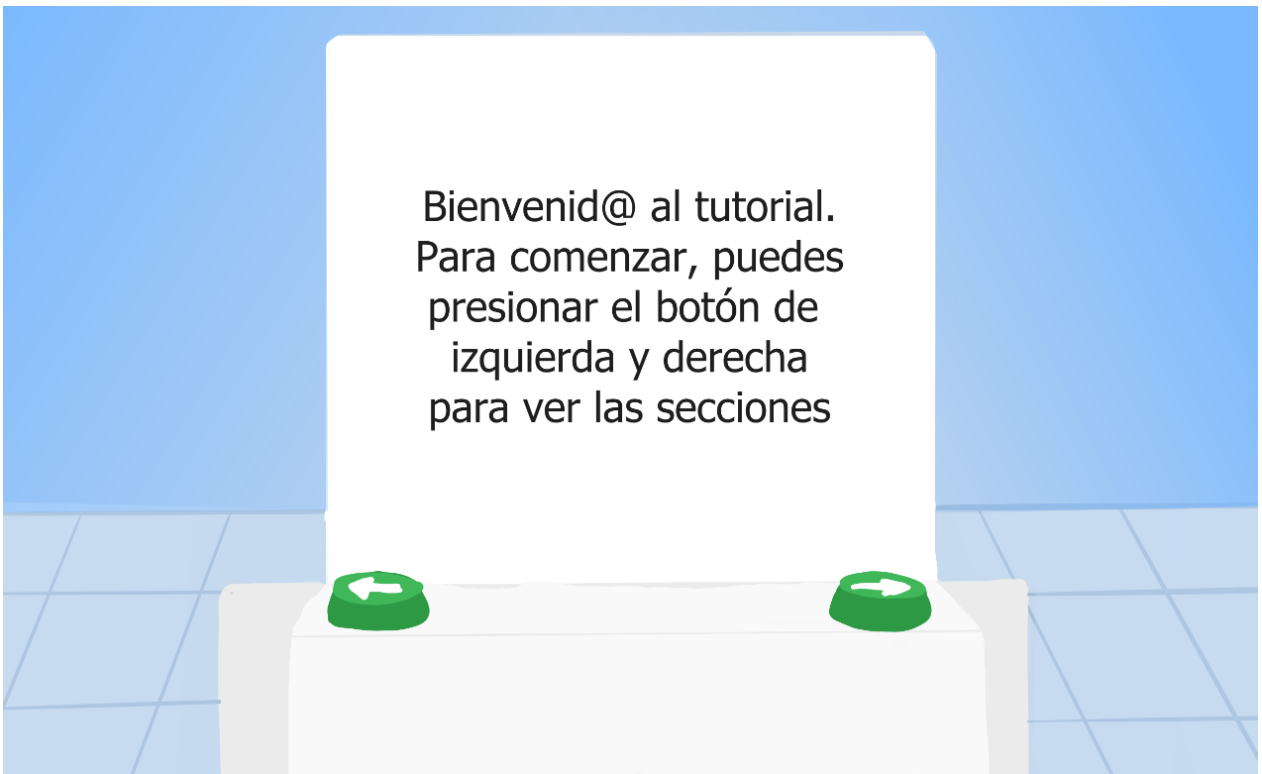 Bienvenid@ al tutorial.
Para comenzar, puedes
presionar el botón de
izquierda y derecha
para ver las secciones